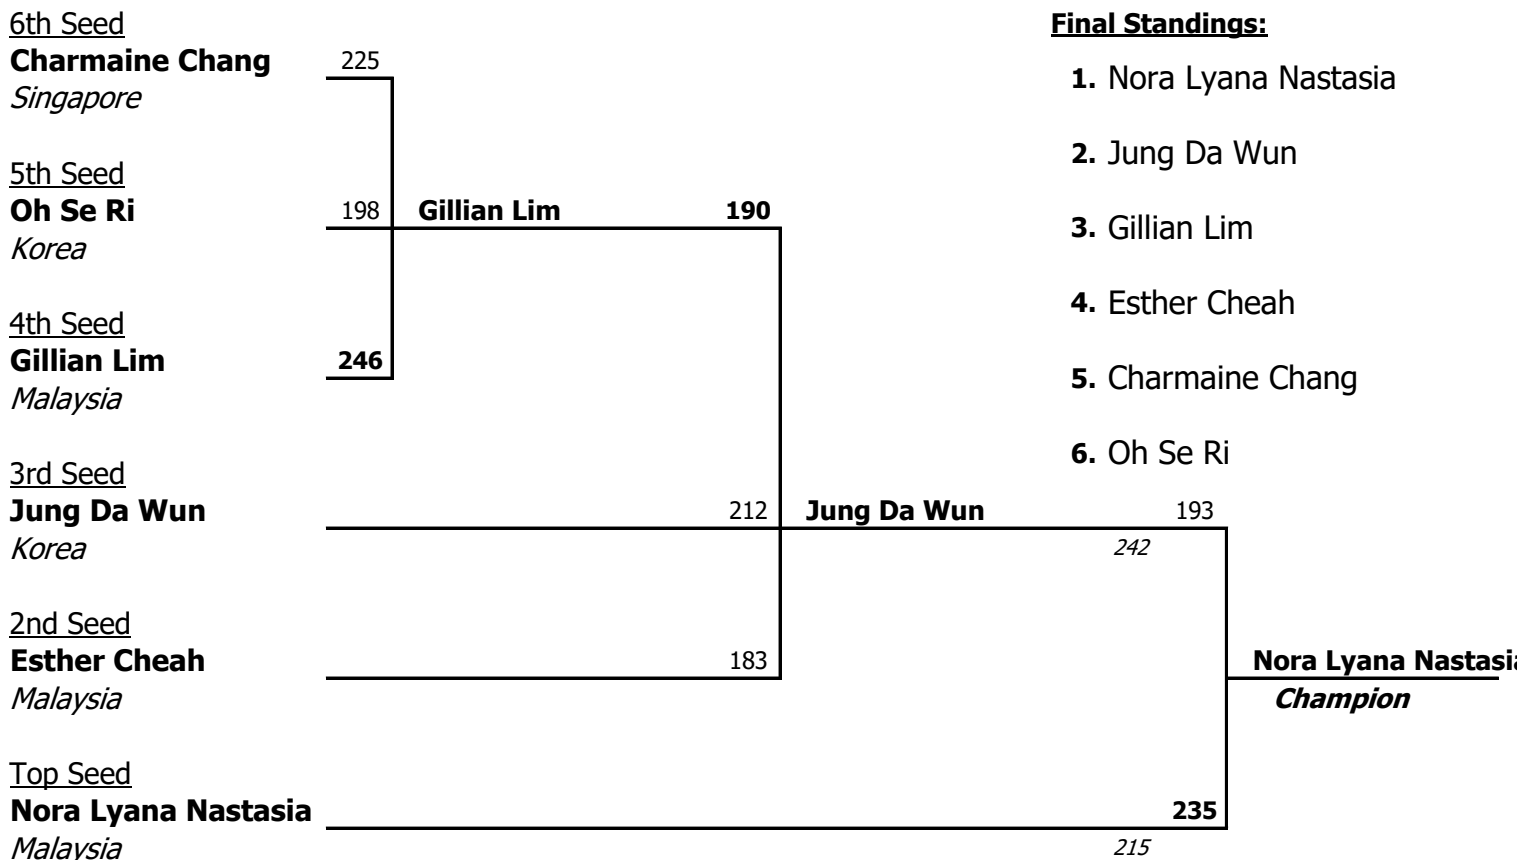 6th Seed
Charmaine Chang 225
Singapore
5th Seed
Oh Se Ri 198 Gillian Lim 190
Korea
4th Seed
Gillian Lim 246
Malaysia
3rd Seed
Jung Da Wun 212 Jung Da Wun 193
Korea 242
2nd Seed
Esther Cheah 183 Nora Lyana Nastasia
Malaysia Champion
Top Seed
Nora Lyana Nastasia 235
Malaysia 215
Final Standings:
1. Nora Lyana Nastasia
2. Jung Da Wun
3. Gillian Lim
4. Esther Cheah
5. Charmaine Chang
6. Oh Se Ri